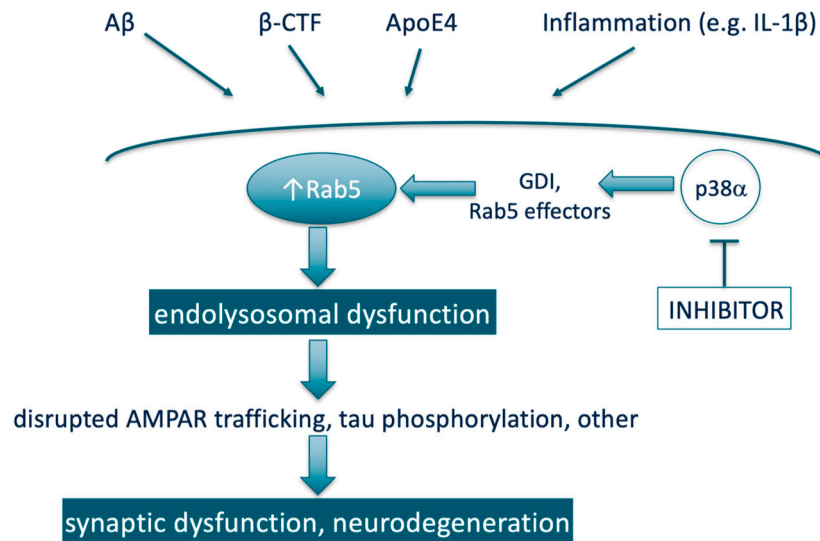 Aβ
β-CTF
ApoE4
Inflammation (e.g. IL-1β)
↑Rab5
GDI,
Rab5 effectors
p38α
INHIBITOR
endolysosomal dysfunction
disrupted AMPAR trafficking, tau phosphorylation, other
synaptic dysfunction, neurodegeneration